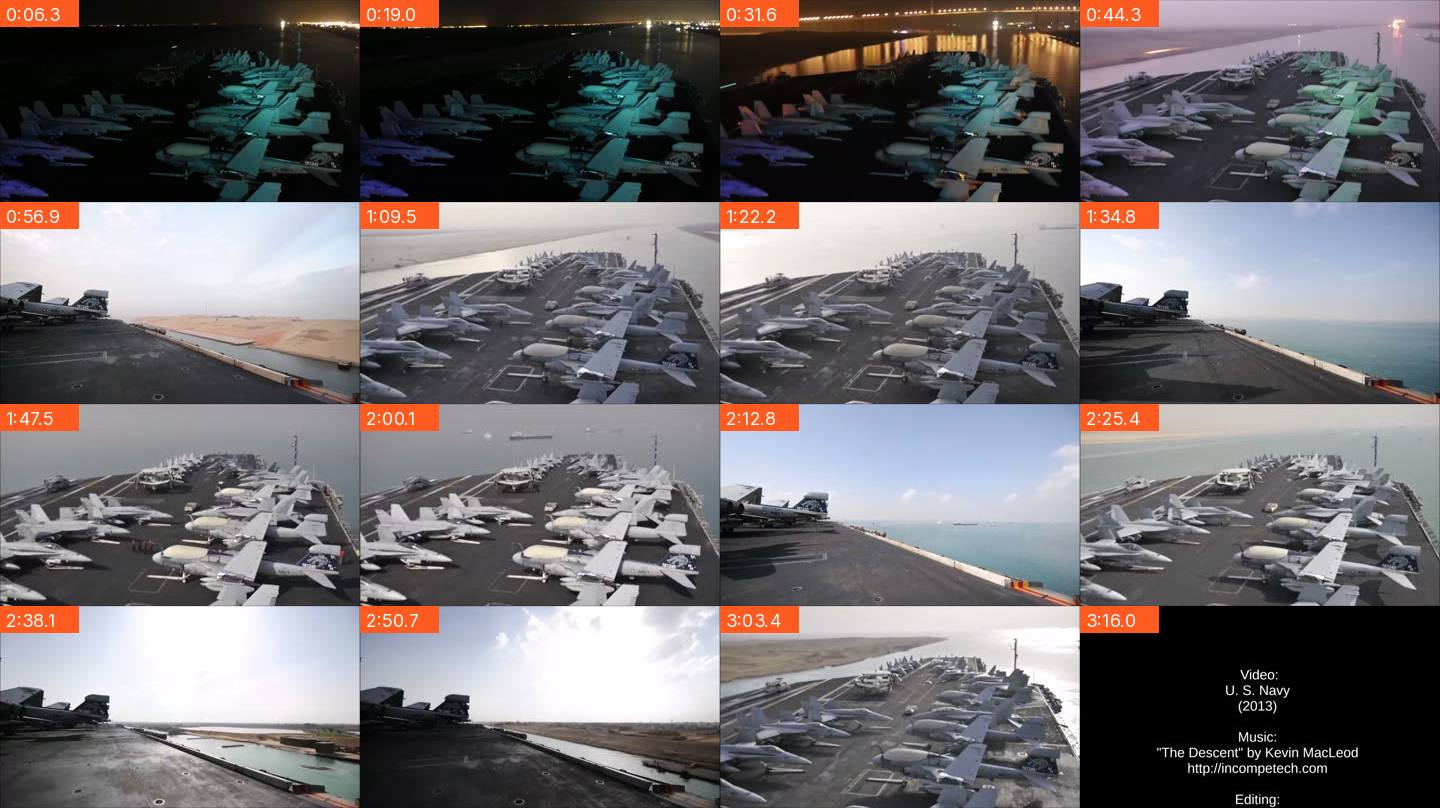 0:06.3
0:19.0
0:31.6
0:44.3
0:56.9
1:09.5
1:22.2
1:34.8
1:47.5
2:00.1
2:12.8
2:25.4
2:38.1
2:50.7
3:03.4
3:16.0
Video:
U. S. Navy
(2013)
Music:
"The Descent" by Kevin MacLeod
http://incompetech.com
Editing: